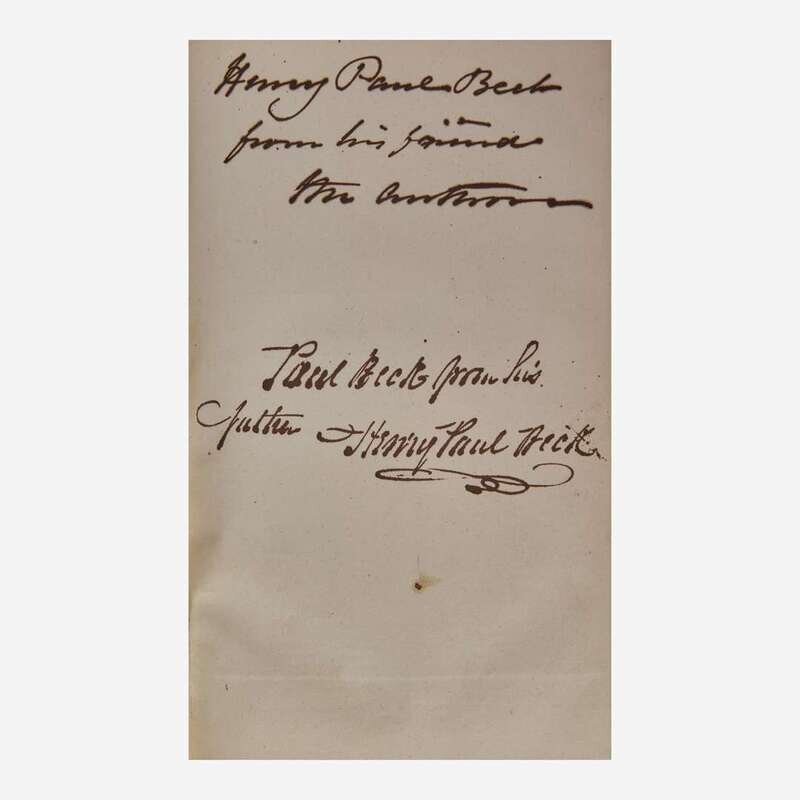 Henry Paul Beck
from his friend
the author
Paul Beck from his
father Henry Paul Beck